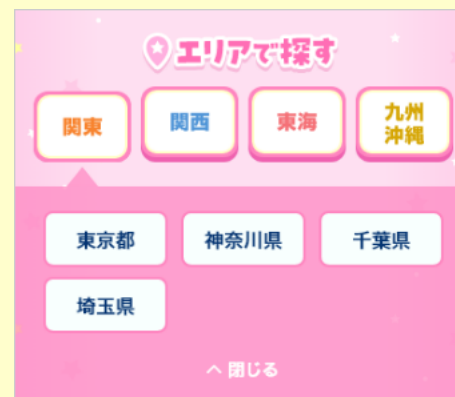 エリアで探す
関東 関西 東海 九州
沖縄
東京都 神奈川県 千葉県
埼玉県
閉じる